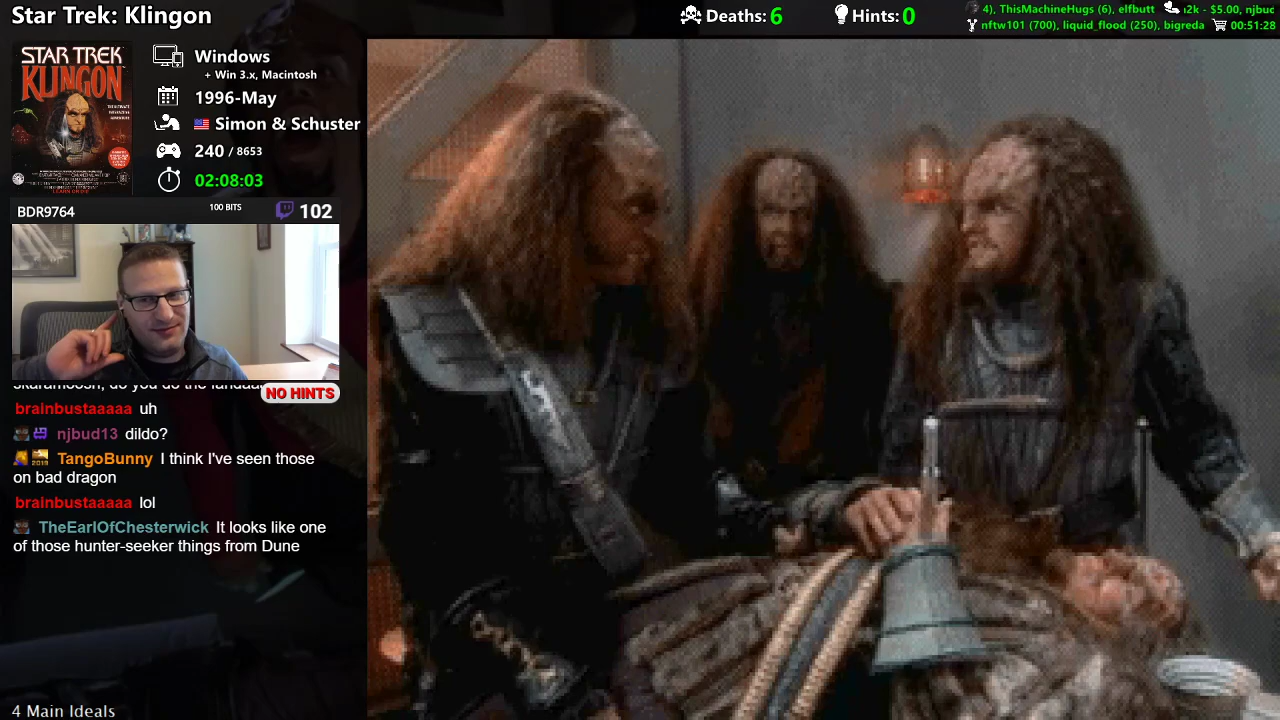 Star Trek: Klingon
Deaths: 6
Hints: 0
4), ThisMachineHugs (6), elfbutt
2k - $5.00, njbuc
nftw101 (700), liquid_flood (250), bigreda
00:51:28
STAR TREK
KLINGON
Windows
+ Win 3.x, Macintosh
1996-May
Simon & Schuster
240 / 8653
02:08:03
BDR9764
100 BITS
102
NO HINTS
brainbustaaaaa uh
njbud13 dildo?
TangoBunny I think I've seen those
on bad dragon
brainbustaaaaa lol
TheEarlOfChesterwick It looks like one
of those hunter-seeker things from Dune
4 Main Ideals